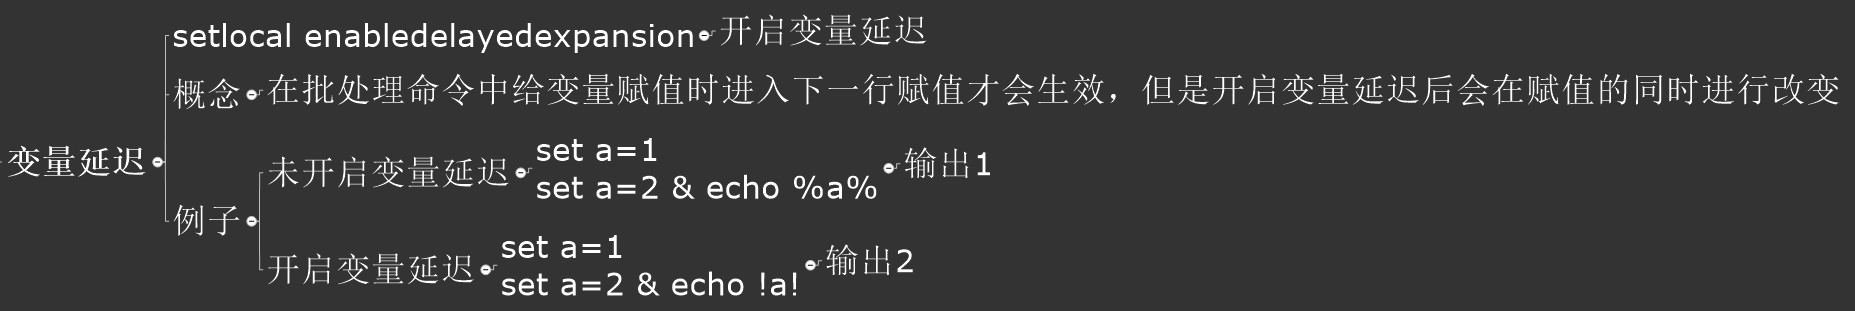 变量延迟
setlocal enabledelayedexpansion
开启变量延迟
概念
在批处理命令中给变量赋值时进入下一行赋值才会生效，但是开启变量延迟后会在赋值的同时进行改变
例子
未开启变量延迟
set a=1
set a=2 & echo %a%
输出1
开启变量延迟
set a=1
set a=2 & echo !a!
输出2